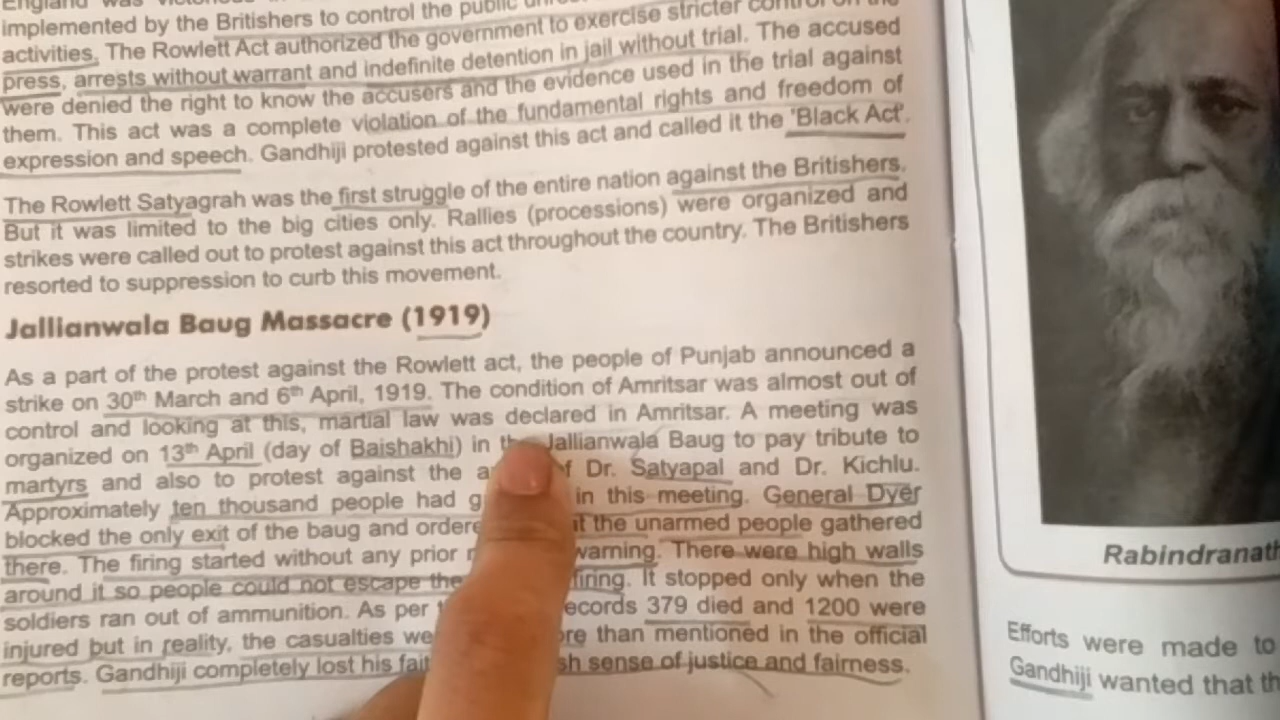 England was victorious in
implemented by the Britishers to control the public
activities. The Rowlett Act authorized the government to exercise stricter control on the
press, arrests without warrant and indefinite detention in jail without trial. The accused
were denied the right to know the accusers and the evidence used in the trial against
them. This act was a complete violation of the fundamental rights and freedom of
expression and speech. Gandhiji protested against this act and called it the 'Black Act'.
The Rowlett Satyagrah was the first struggle of the entire nation against the Britishers.
But it was limited to the big cities only. Rallies (processions) were organized and
strikes were called out to protest against this act throughout the country. The Britishers
resorted to suppression to curb this movement.
Jallianwala Baug Massacre (1919)
As a part of the protest against the Rowlett act, the people of Punjab announced a
strike on 30th March and 6th April, 1919. The condition of Amritsar was almost out of
control and looking at this, martial law was declared in Amritsar. A meeting was
organized on 13th April (day of Baishakhi) in the Jallianwala Baug to pay tribute to
martyrs and also to protest against the Dr. Satyapal and Dr. Kichlu.
Approximately ten thousand people had in this meeting. General Dyer
blocked the only exit of the baug and the unarmed people gathered
there. The firing started without any prior warning. There were high walls
around it so people could not escape the firing. It stopped only when the
soldiers ran out of ammunition. As per 379 died and 1200 were
injured but in reality, the casualties than mentioned in the official
reports. Gandhiji completely lost his sense of justice and fairness.
Rabindranath
Efforts were made to
Gandhiji wanted that